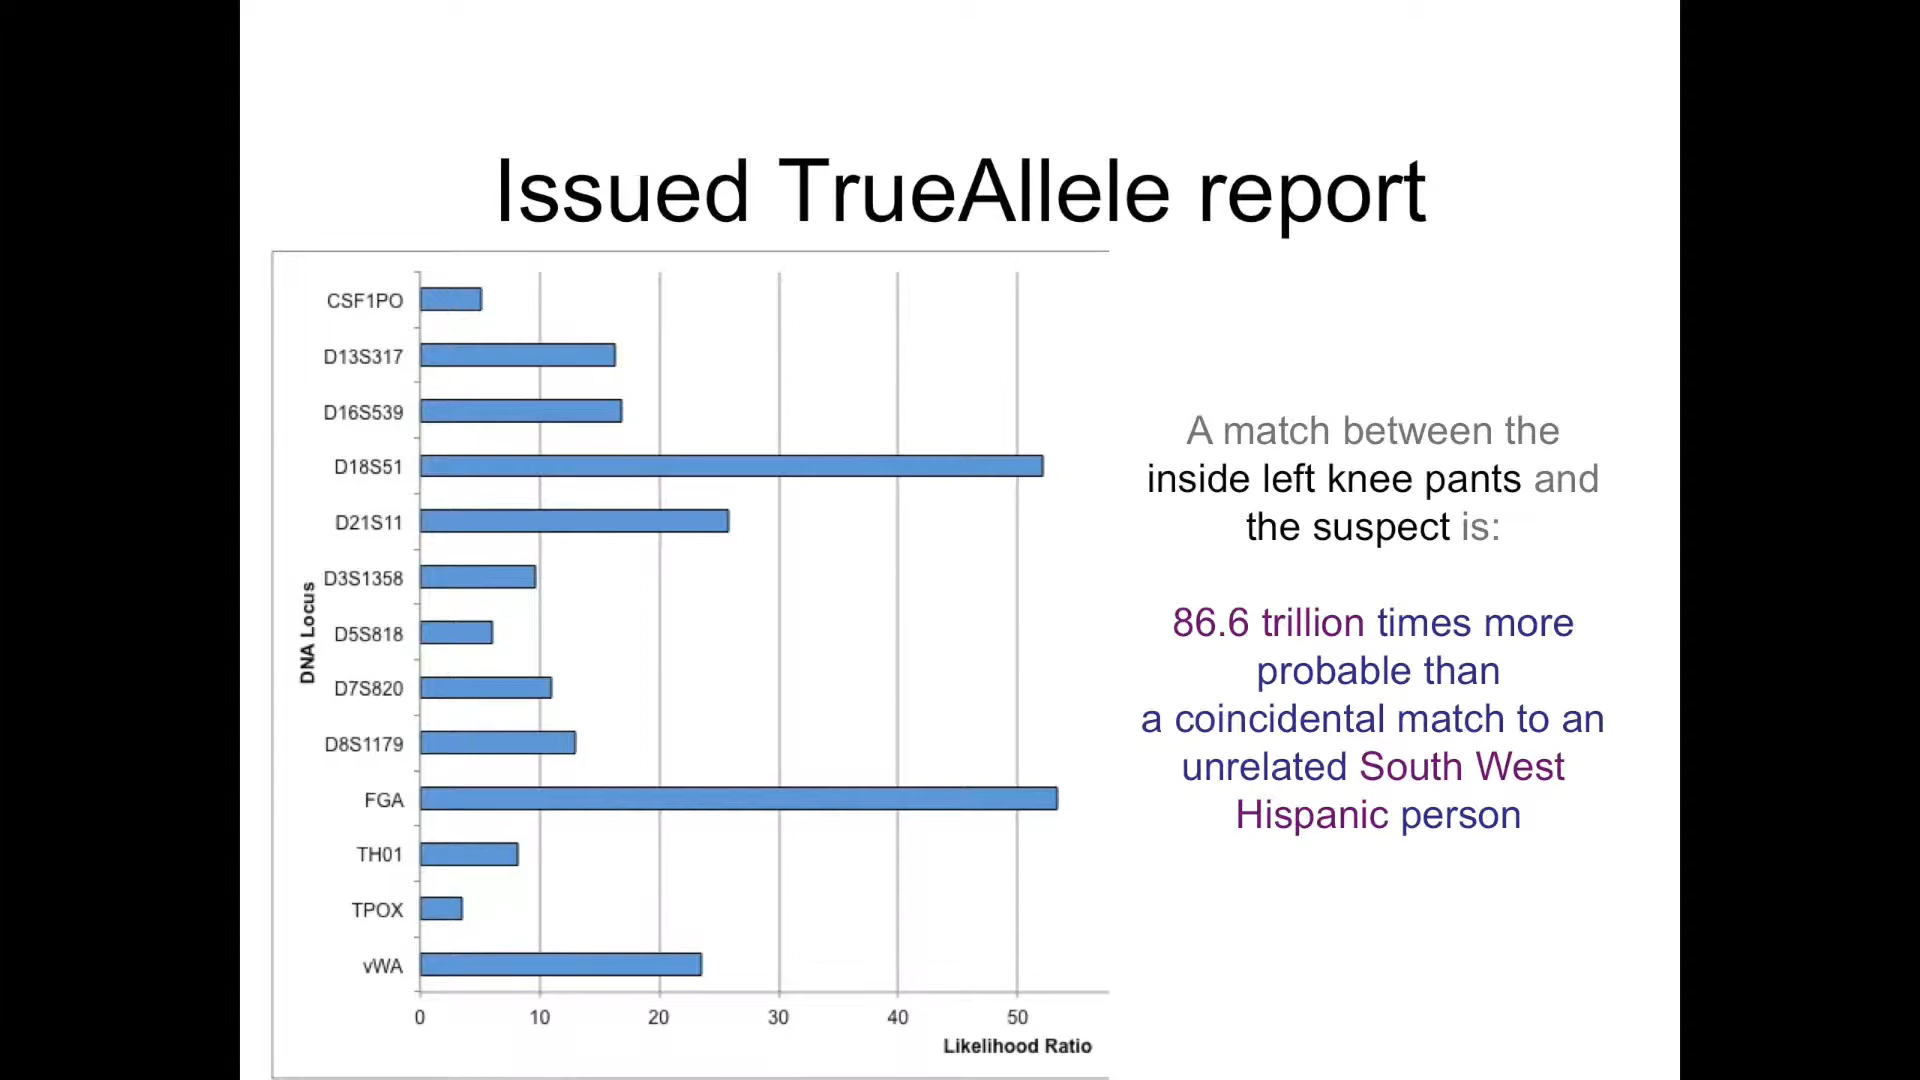 Issued TrueAllele report
CSF1PO
D13S317
D16S539
D18S51
D21S11
D3S1358
D5S818
D7S820
D8S1179
FGA
TH01
TPOX
vWA
DNA Locus
0 10 20 30 40 50
Likelihood Ratio
A match between the
inside left knee pants and
the suspect is:
86.6 trillion times more
probable than
a coincidental match to an
unrelated South West
Hispanic person